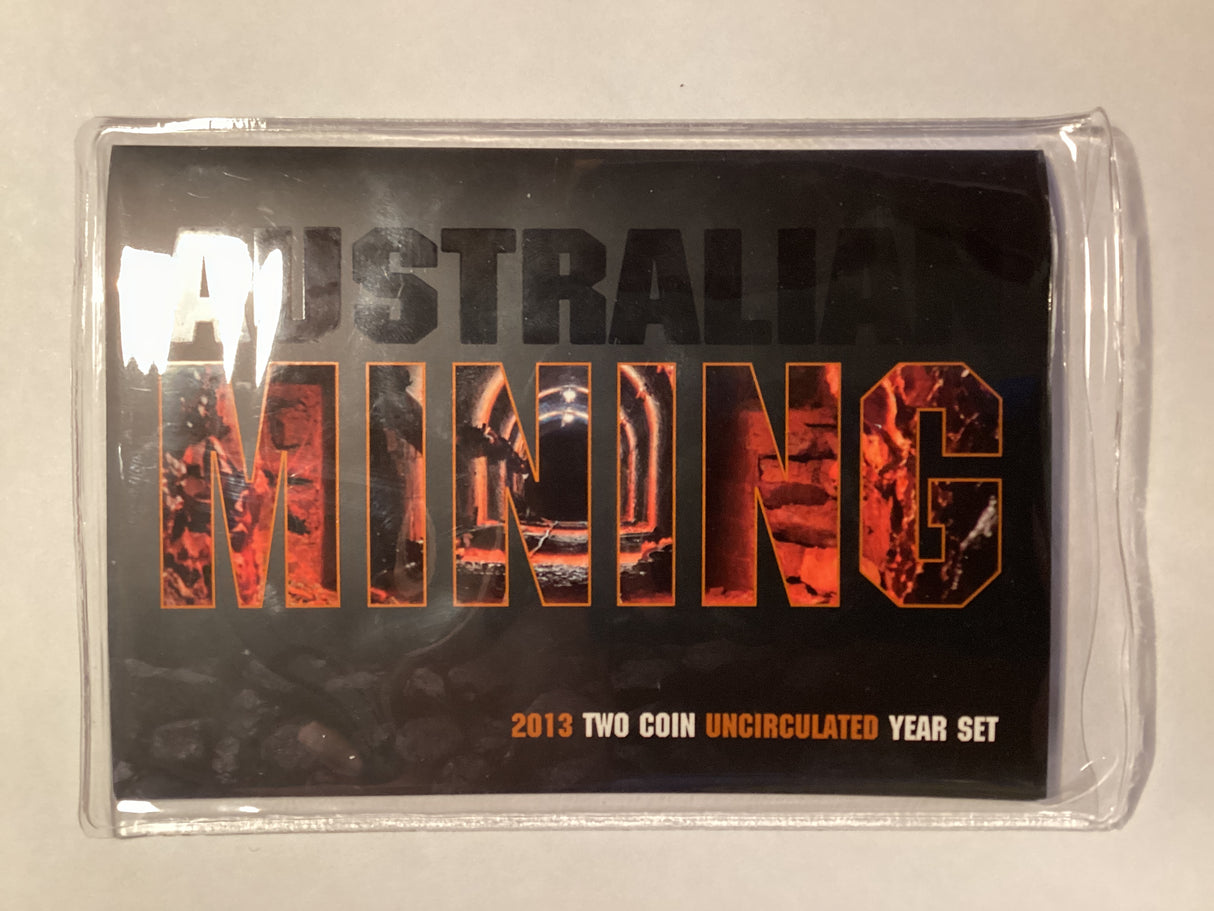 AUSTRALIAN
MINING
2013 TWO COIN UNCIRCULATED YEAR SET